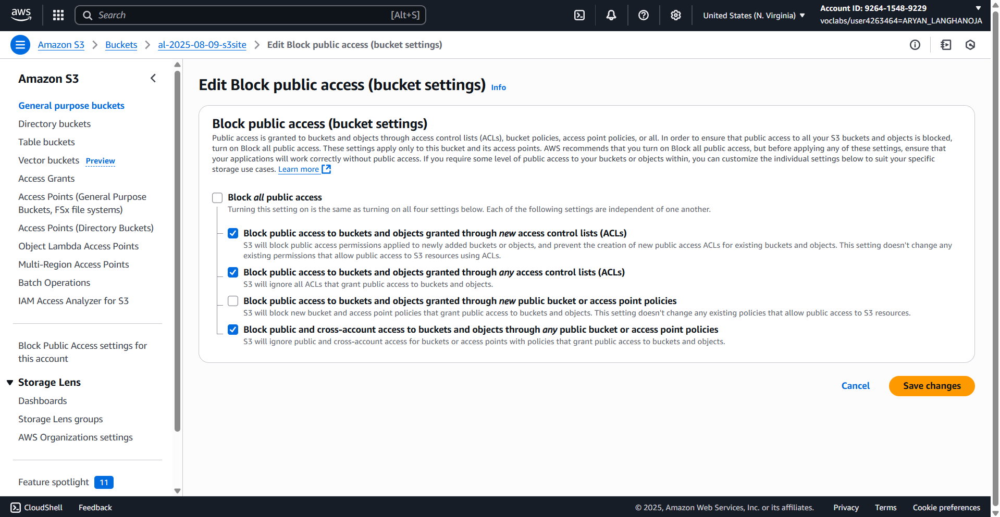 aws
Search
[Alt+S]
United States (N. Virginia)
Account ID: 9264-1548-9229
voclabs/user4263464=ARYAN_LANGHANOJA
Amazon S3
Buckets
al-2025-08-09-s3site
Edit Block public access (bucket settings)
Amazon S3
General purpose buckets
Directory buckets
Table buckets
Vector buckets Preview
Access Grants
Access Points (General Purpose
Buckets, FSx file systems)
Access Points (Directory Buckets)
Object Lambda Access Points
Multi-Region Access Points
Batch Operations
IAM Access Analyzer for S3
Block Public Access settings for
this account
Storage Lens
Dashboards
Storage Lens groups
AWS Organizations settings
Feature spotlight 11
Edit Block public access (bucket settings) Info
Block public access (bucket settings)
Public access is granted to buckets and objects through access control lists (ACLs), bucket policies, access point policies, or all. In order to ensure that public access to all your S3 buckets and objects is blocked,
turn on Block all public access. These settings apply only to this bucket and its access points. AWS recommends that you turn on Block all public access, but before applying any of these settings, ensure that
your applications will work correctly without public access. If you require some level of public access to your buckets or objects within, you can customize the individual settings below to suit your specific
storage use cases. Learn more
Block all public access
Turning this setting on is the same as turning on all four settings below. Each of the following settings are independent of one another.
Block public access to buckets and objects granted through new access control lists (ACLs)
S3 will block public access permissions applied to newly added buckets or objects, and prevent the creation of new public access ACLs for existing buckets and objects. This setting doesn't change any
existing permissions that allow public access to S3 resources using ACLs.
Block public access to buckets and objects granted through any access control lists (ACLs)
S3 will ignore all ACLs that grant public access to buckets and objects.
Block public access to buckets and objects granted through new public bucket or access point policies
S3 will block new bucket and access point policies that grant public access to buckets and objects. This setting doesn't change any existing policies that allow public access to S3 resources.
Block public and cross-account access to buckets and objects through any public bucket or access point policies
S3 will ignore public and cross-account access for buckets or access points with policies that grant public access to buckets and objects.
Cancel
Save changes
CloudShell
Feedback
© 2025, Amazon Web Services, Inc. or its affiliates.
Privacy
Terms
Cookie preferences